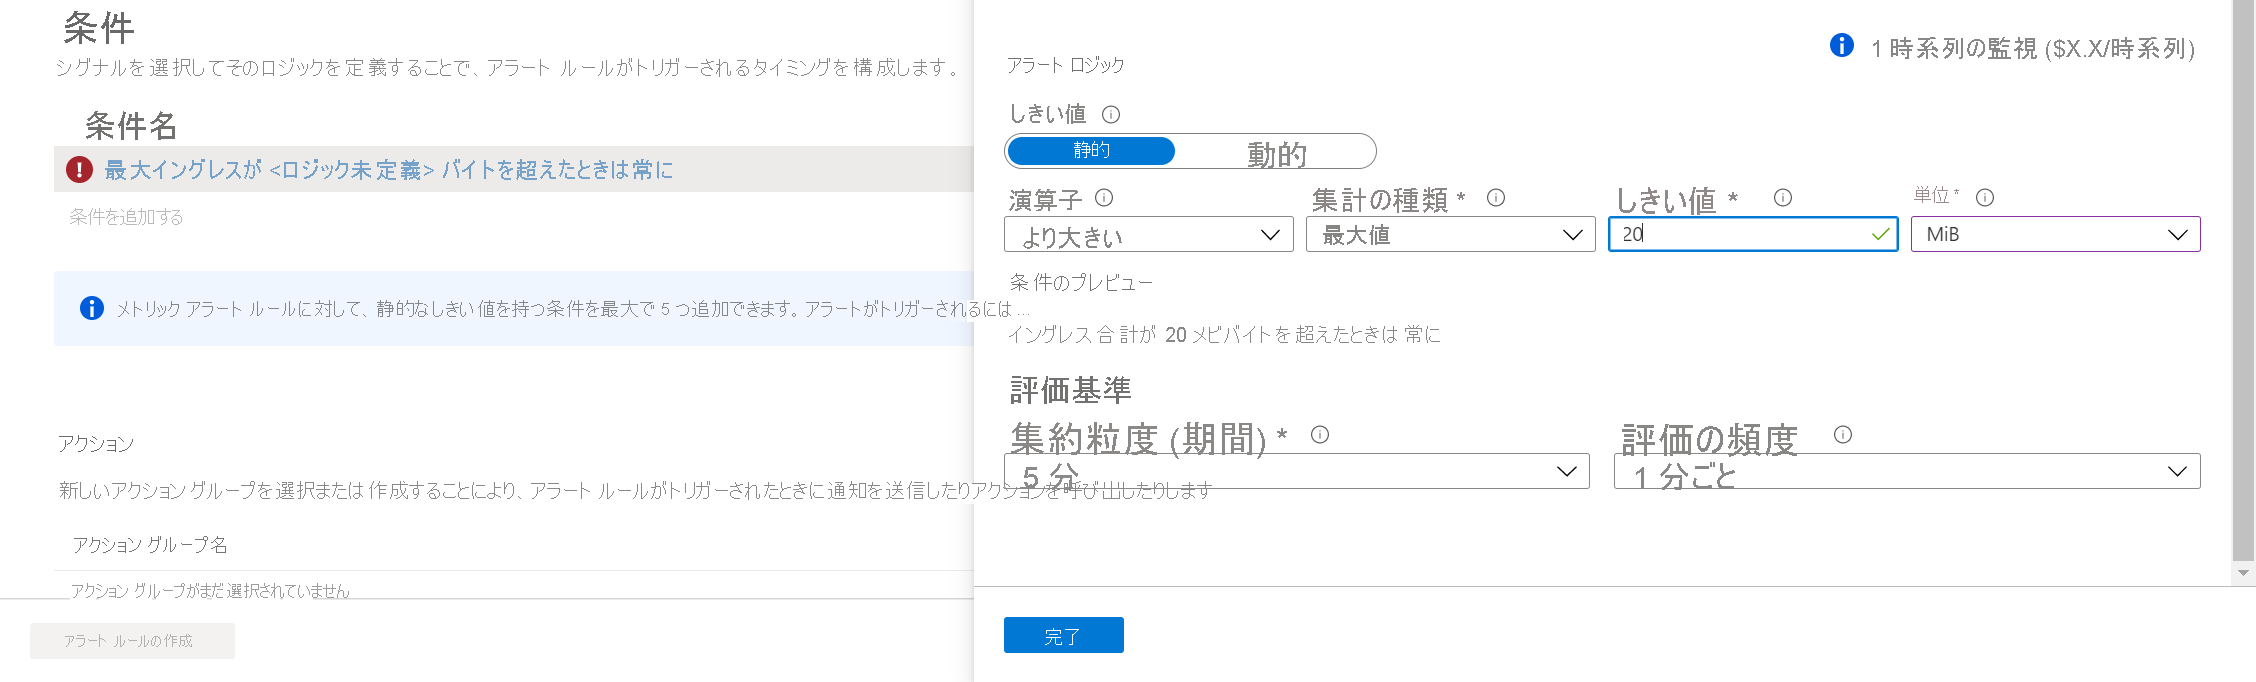 条件
シグナルを選択してそのロジックを定義することで、アラート ルールがトリガーされるタイミングを構成します。
条件名
最大イングレスが <ロジック未定義> バイトを超えたときは常に
条件を追加する
メトリック アラート ルールに対して、静的なしきい値を持つ条件を最大で 5 つ追加できます。アラートがトリガーされるには...
アクション
新しいアクション グループを選択または作成することにより、アラート ルールがトリガーされたときに通知を送信したりアクションを呼び出したりします
アクション グループ名
アクション グループがまだ選択されていません
アラート ルールの作成
1 時系列の監視 ($X.X/時系列)
アラート ロジック
しきい値
静的 動的
演算子 集計の種類 * しきい値 * 単位 *
より大きい 最大値 20 MiB
条件のプレビュー
イングレス合計が 20 メビバイトを超えたときは常に
評価基準
集約粒度 (期間) * 評価の頻度
5 分 1 分ごと
完了